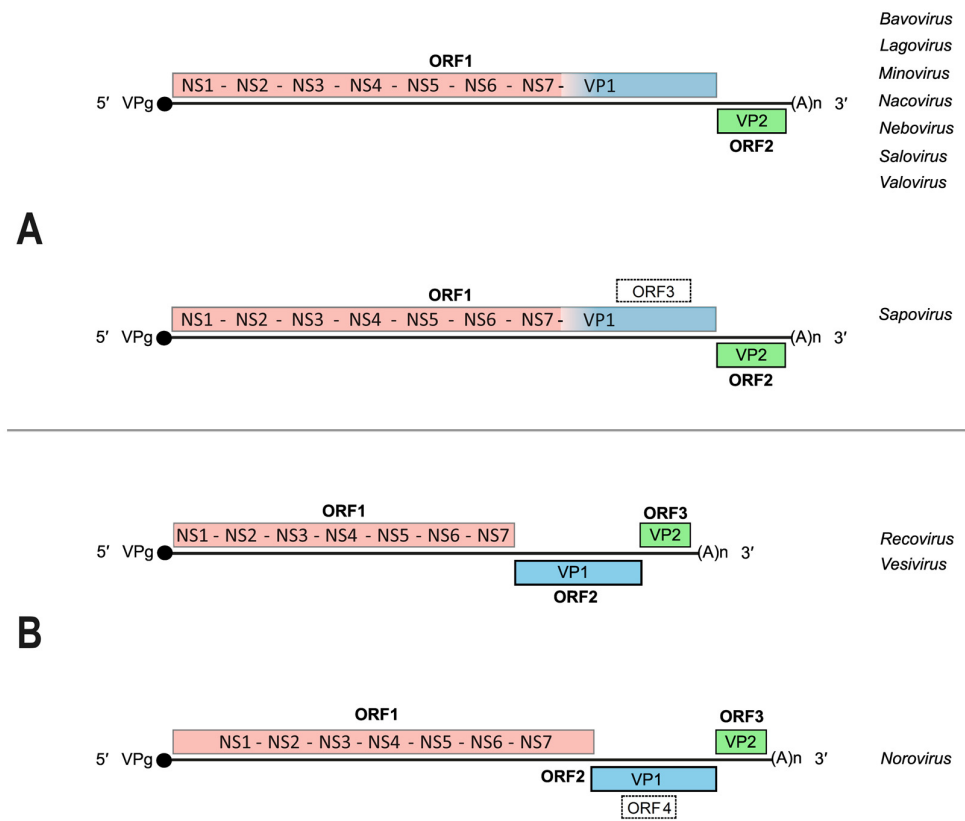 Bavovirus
Lagovirus
Minovirus
Nacovirus
Nebovirus
Salovirus
Valovirus
ORF1
NS1 - NS2 - NS3 - NS4 - NS5 - NS6 - NS7 - VP1
5′ VPg (A)n 3′
VP2
ORF2
A
ORF3
ORF1
NS1 - NS2 - NS3 - NS4 - NS5 - NS6 - NS7 - VP1
Sapovirus
5′ VPg (A)n 3′
VP2
ORF2
ORF1 ORF3
NS1 - NS2 - NS3 - NS4 - NS5 - NS6 - NS7 VP2
5′ VPg (A)n 3′
Recovirus
Vesivirus
VP1
ORF2
B
ORF1 ORF3
NS1 - NS2 - NS3 - NS4 - NS5 - NS6 - NS7 VP2
5′ VPg (A)n 3′
Norovirus
ORF2 VP1
ORF4